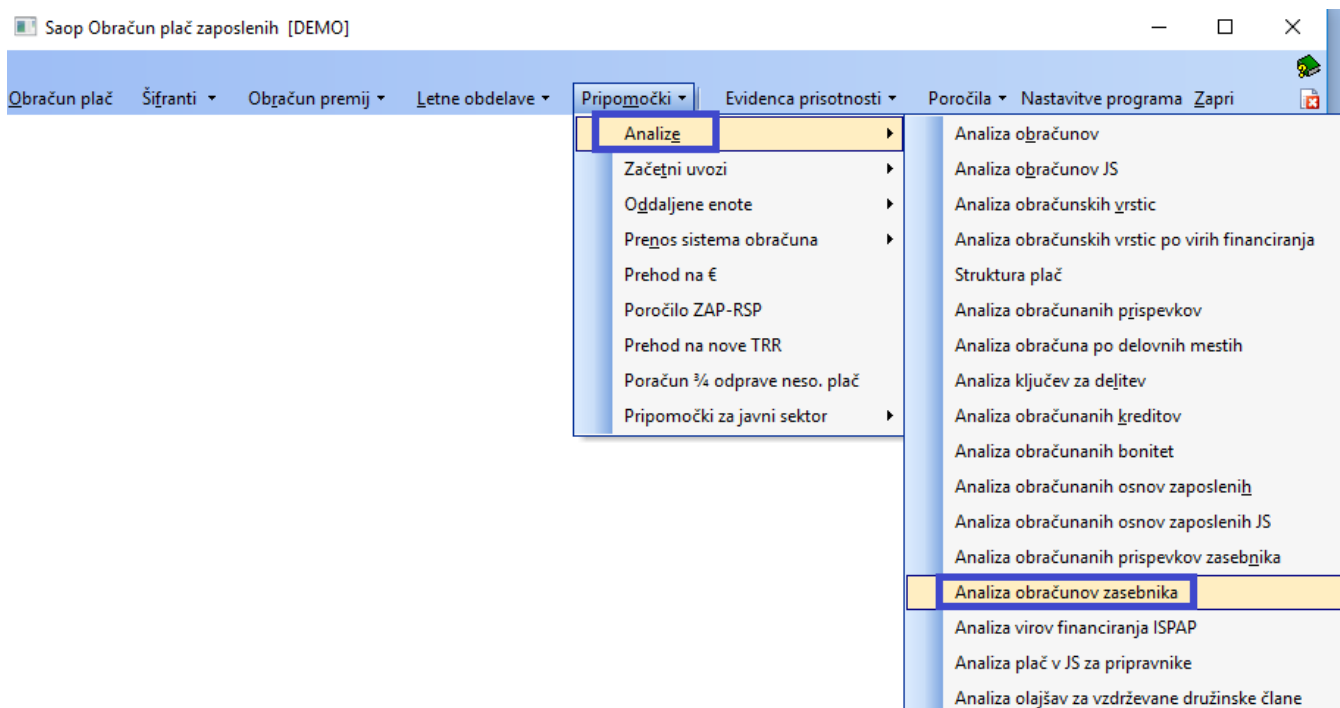 Saop Obračun plač zaposlenih [DEMO]
Obračun plač Šifranti Obračun premij Letne obdelave Pripomočki Evidenca prisotnosti Poročila Nastavitve programa Zapri
Analize
Začetni uvozi
Oddaljene enote
Prenos sistema obračuna
Prehod na €
Poročilo ZAP-RSP
Prehod na nove TRR
Poračun ¾ odprave neso. plač
Pripomočki za javni sektor
Analiza obračunov
Analiza obračunov JS
Analiza obračunskih vrstic
Analiza obračunskih vrstic po virih financiranja
Struktura plač
Analiza obračunanih prispevkov
Analiza obračuna po delovnih mestih
Analiza ključev za delitev
Analiza obračunanih kreditov
Analiza obračunanih bonitet
Analiza obračunanih osnov zaposlenih
Analiza obračunanih osnov zaposlenih JS
Analiza obračunanih prispevkov zasebnika
Analiza obračunov zasebnika
Analiza virov financiranja ISPAP
Analiza plač v JS za pripravnike
Analiza olajšav za vzdrževane družinske člane